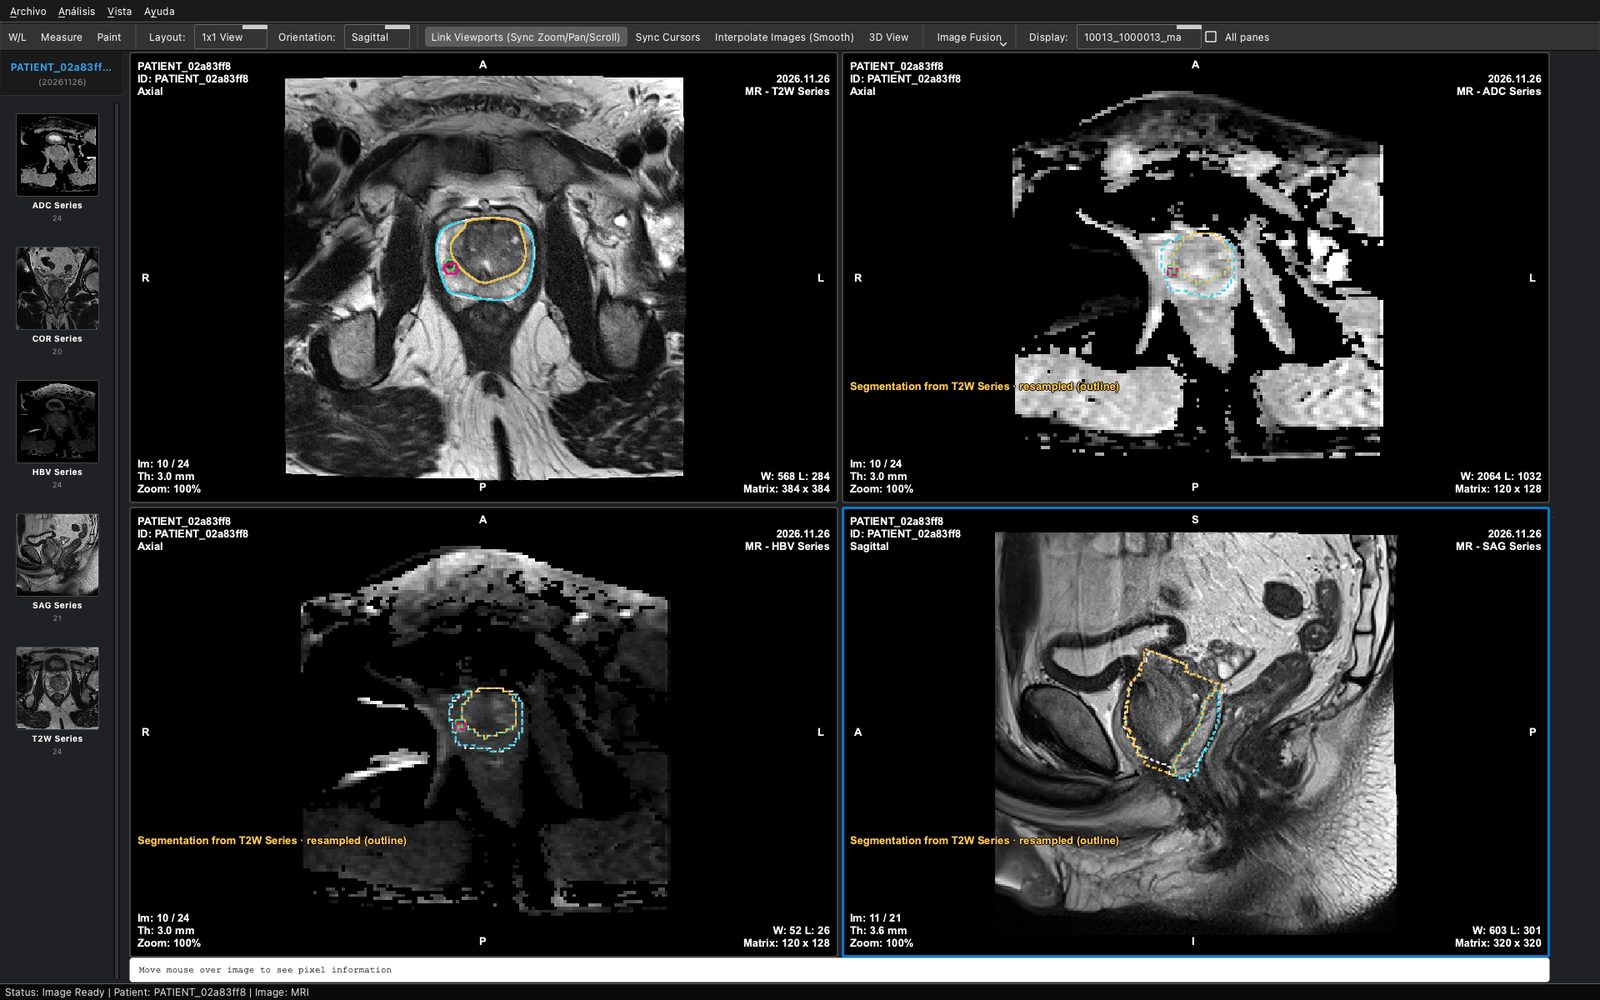 Archivo Análisis Vista Ayuda
W/L Measure Paint Layout: 1x1 View Orientation: Sagittal Link Viewports (Sync Zoom/Pan/Scroll) Sync Cursors Interpolate Images (Smooth) 3D View Image Fusion Display: 10013_1000013_ma All panes
PATIENT_02a83ff...
(20261126)
ADC Series
24
COR Series
20
HBV Series
24
SAG Series
21
T2W Series
24
PATIENT_02a83ff8
ID: PATIENT_02a83ff8
Axial
A
2026.11.26
MR - T2W Series
R
L
Im: 10 / 24
Th: 3.0 mm
Zoom: 100%
P
W: 568 L: 284
Matrix: 384 x 384
PATIENT_02a83ff8
ID: PATIENT_02a83ff8
Axial
A
2026.11.26
MR - ADC Series
R
L
Segmentation from T2W Series · resampled (outline)
Im: 10 / 24
Th: 3.0 mm
Zoom: 100%
P
W: 2064 L: 1032
Matrix: 120 x 128
PATIENT_02a83ff8
ID: PATIENT_02a83ff8
Axial
A
2026.11.26
MR - HBV Series
R
L
Segmentation from T2W Series · resampled (outline)
Im: 10 / 24
Th: 3.0 mm
Zoom: 100%
P
W: 52 L: 26
Matrix: 120 x 128
PATIENT_02a83ff8
ID: PATIENT_02a83ff8
Sagittal
S
2026.11.26
MR - SAG Series
A
P
Segmentation from T2W Series · resampled (outline)
Im: 11 / 21
Th: 3.6 mm
Zoom: 100%
I
W: 603 L: 301
Matrix: 320 x 320
Move mouse over image to see pixel information
Status: Image Ready | Patient: PATIENT_02a83ff8 | Image: MRI